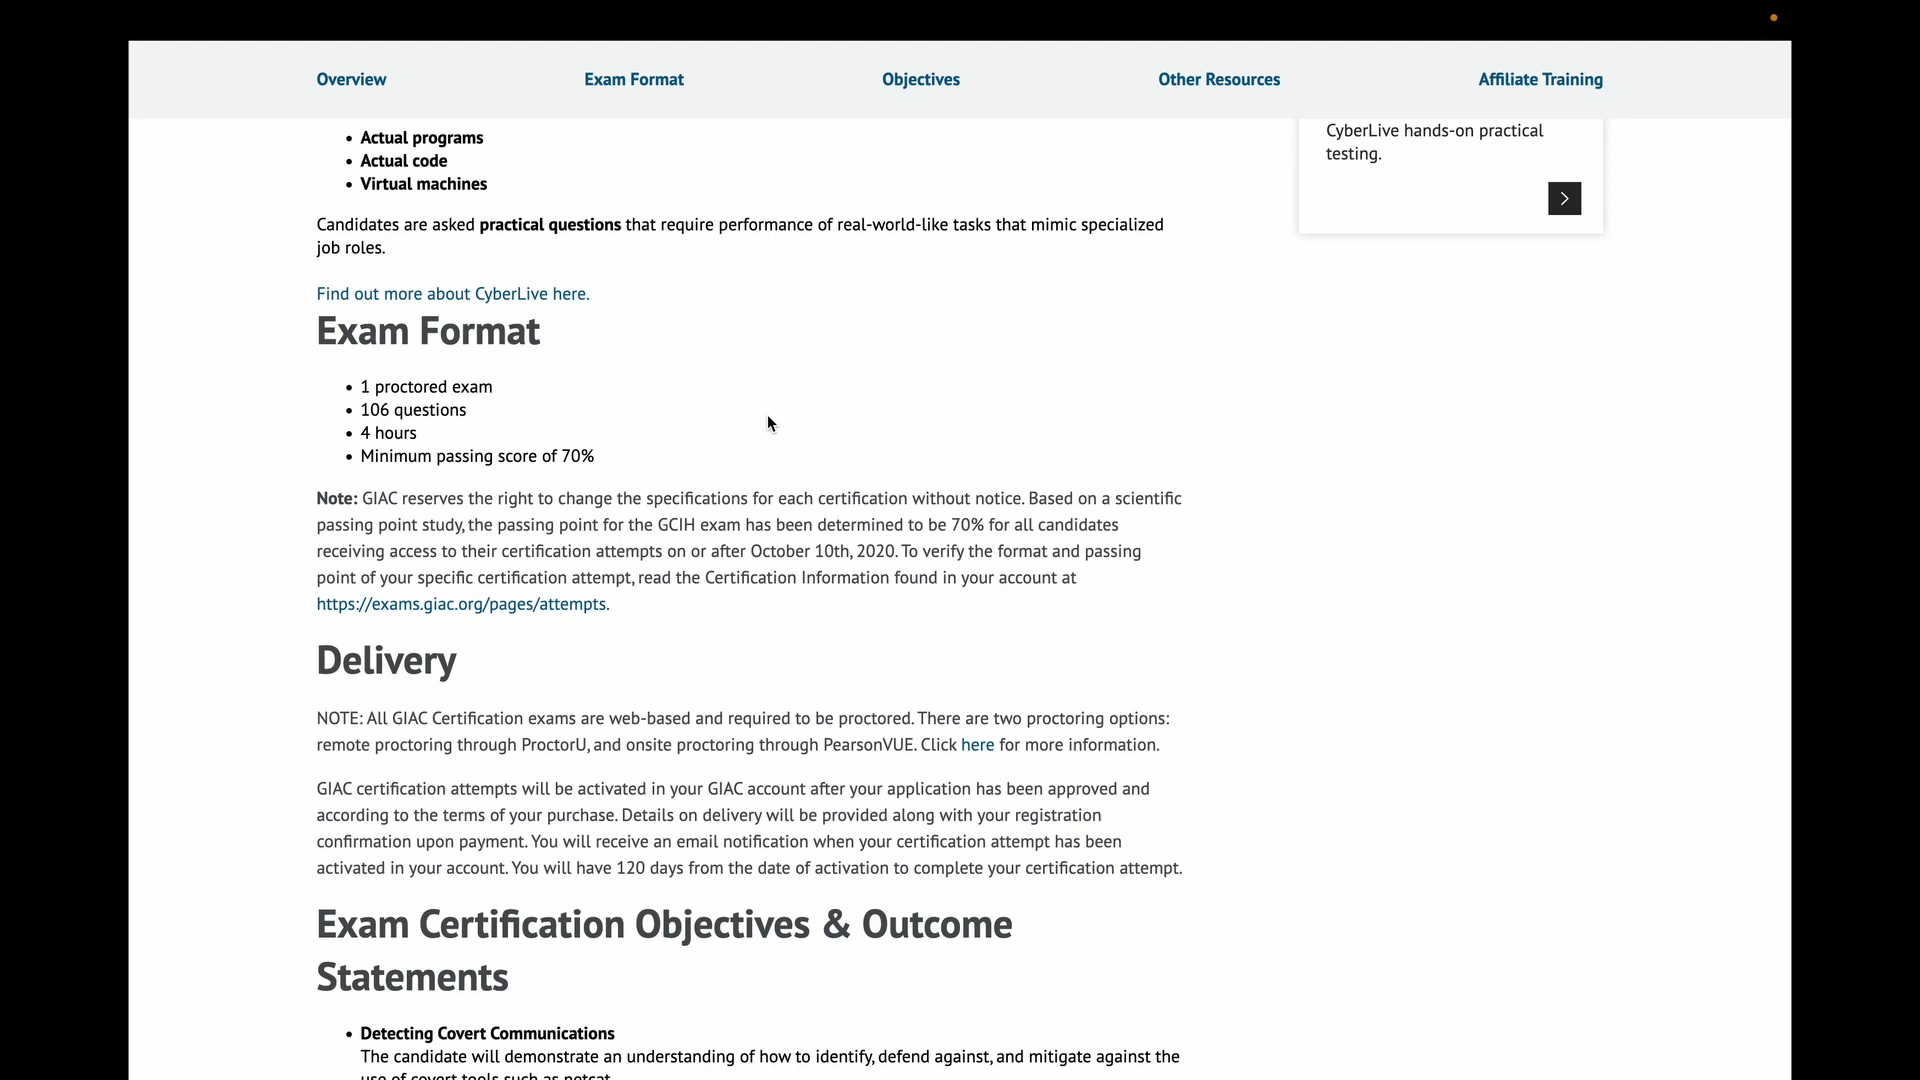 Overview
Exam Format
Objectives
Other Resources
Affiliate Training
• Actual programs
• Actual code
• Virtual machines
Candidates are asked practical questions that require performance of real-world-like tasks that mimic specialized
job roles.
Find out more about CyberLive here.
CyberLive hands-on practical
testing.
Exam Format
• 1 proctored exam
• 106 questions
• 4 hours
• Minimum passing score of 70%
Note: GIAC reserves the right to change the specifications for each certification without notice. Based on a scientific
passing point study, the passing point for the GCIH exam has been determined to be 70% for all candidates
receiving access to their certification attempts on or after October 10th, 2020. To verify the format and passing
point of your specific certification attempt, read the Certification Information found in your account at
https://exams.giac.org/pages/attempts.
Delivery
NOTE: All GIAC Certification exams are web-based and required to be proctored. There are two proctoring options:
remote proctoring through ProctorU, and onsite proctoring through PearsonVUE. Click here for more information.
GIAC certification attempts will be activated in your GIAC account after your application has been approved and
according to the terms of your purchase. Details on delivery will be provided along with your registration
confirmation upon payment. You will receive an email notification when your certification attempt has been
activated in your account. You will have 120 days from the date of activation to complete your certification attempt.
Exam Certification Objectives & Outcome
Statements
• Detecting Covert Communications
The candidate will demonstrate an understanding of how to identify, defend against, and mitigate against the
use of covert tools such as netcat.